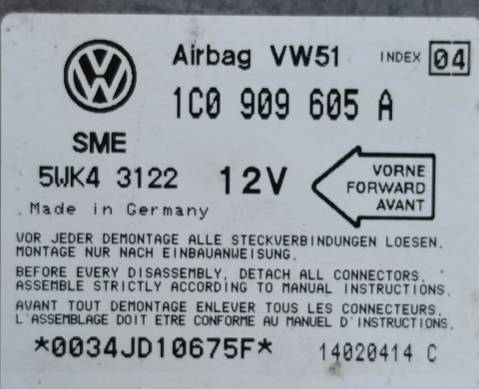 Airbag VW51 INDEX 04
1C0 909 605 A
SME
5WK4 3122 12V
VORNE
FORWARD
AVANT
Made in Germany
VOR JEDER DEMONTAGE ALLE STECKVERBINDUNGEN LOESEN.
MONTAGE NUR NACH EINBAUANWEISUNG.
BEFORE EVERY DISASSEMBLY, DETACH ALL CONNECTORS.
ASSEMBLE STRICTLY ACCORDING TO MANUAL INSTRUCTIONS.
AVANT TOUT DEMONTAGE ENLEVER TOUS LES CONNECTEURS.
L'ASSEMBLAGE DOIT ETRE CONFORME AU MANUEL D'INSTRUCTIONS.
*0034JD10675F* 14020414 C